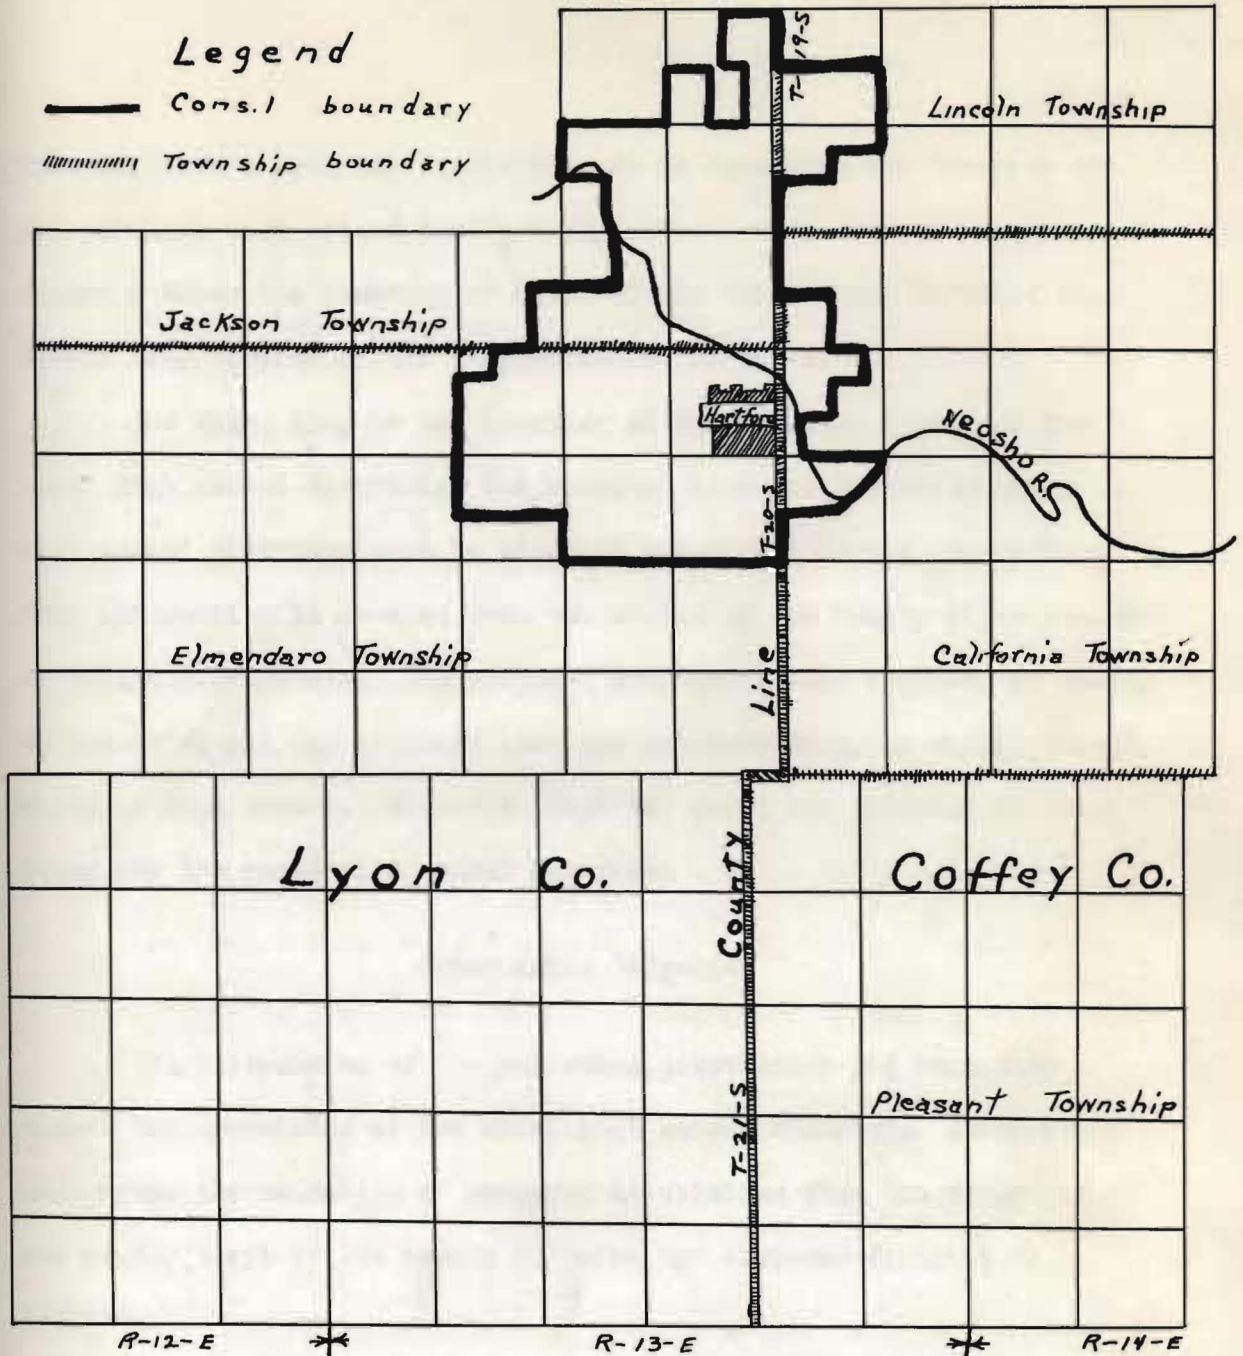 Legend
Cons. 1 boundary
Township boundary
T-19-S
Lincoln Township
Jackson Township
Hartford
Neosho R.
T-20-S
Elmendaro Township
California Township
County Line
Lyon Co.
Coffey Co.
T-21-S
Pleasant Township
R-12-E
R-13-E
R-14-E